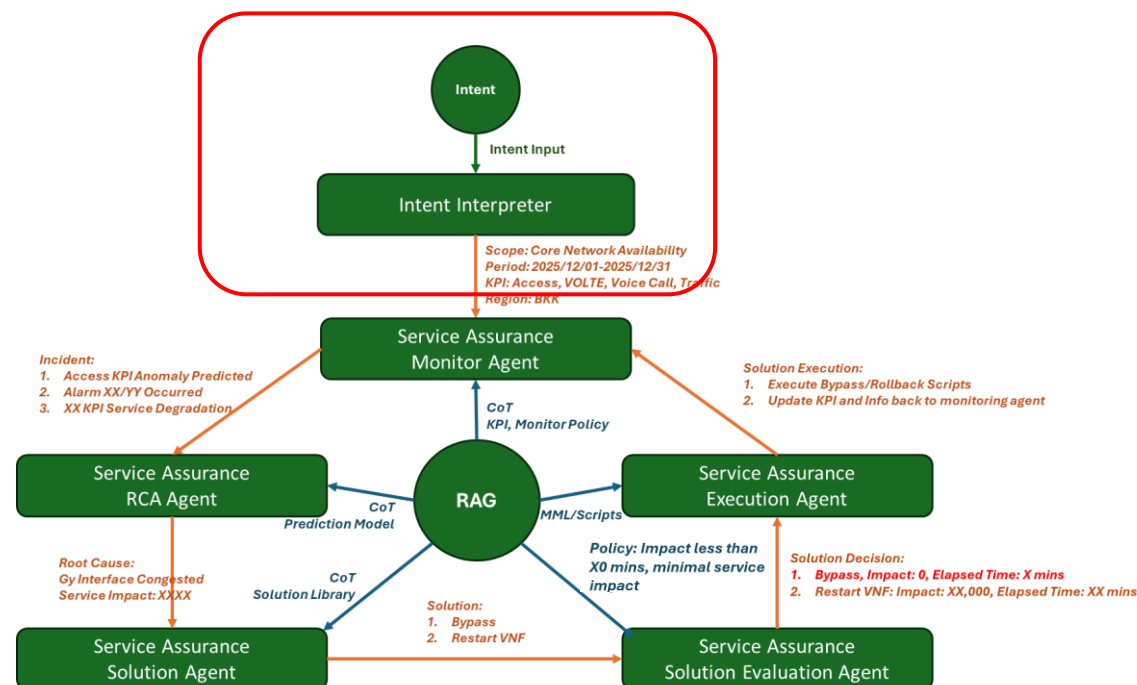 Intent
Intent Input
Intent Interpreter
Scope: Core Network Availability
Period: 2025/12/01-2025/12/31
KPI: Access, VOLTE, Voice Call, Traffic
Region: BKK
Service Assurance
Monitor Agent
Incident:
1. Access KPI Anomaly Predicted
2. Alarm XX/YY Occurred
3. XX KPI Service Degradation
Solution Execution:
1. Execute Bypass/Rollback Scripts
2. Update KPI and Info back to monitoring agent
CoT
KPI, Monitor Policy
Service Assurance
RCA Agent
RAG
Service Assurance
Execution Agent
CoT
Prediction Model
MML/Scripts
Root Cause:
Gy Interface Congested
Service Impact: XXXX
CoT
Solution Library
Policy: Impact less than
X0 mins, minimal service
impact
Solution Decision:
1. Bypass, Impact: 0, Elapsed Time: X mins
2. Restart VNF: Impact: XX,000, Elapsed Time: XX mins
Solution:
1. Bypass
2. Restart VNF
Service Assurance
Solution Agent
Service Assurance
Solution Evaluation Agent